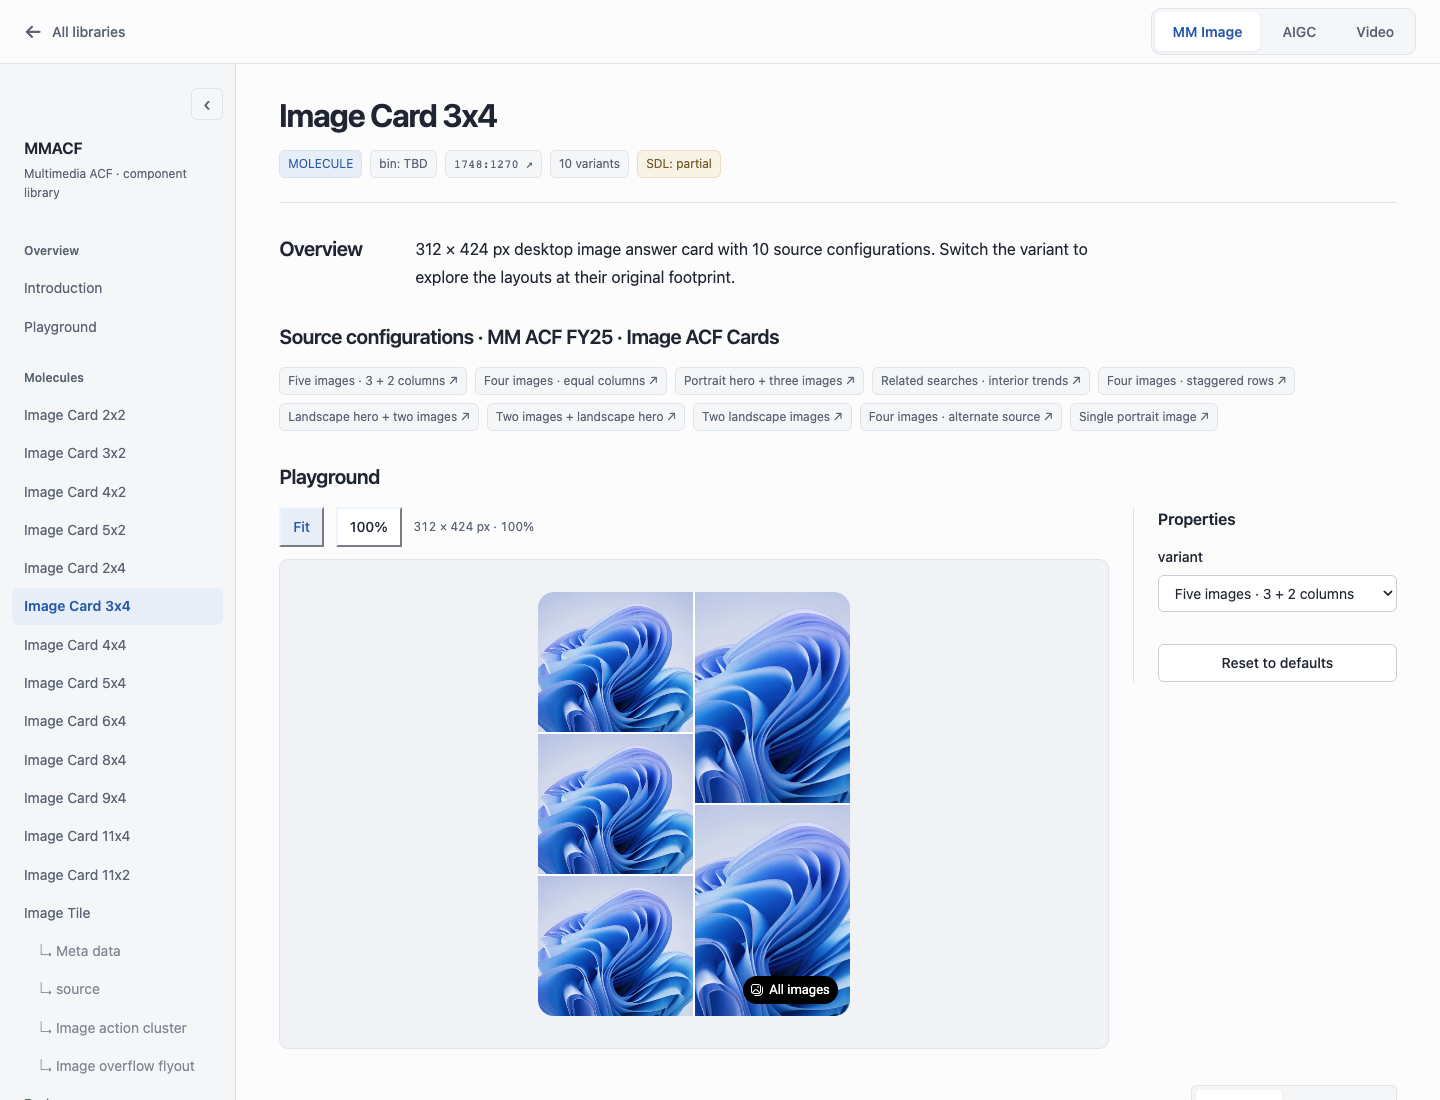 All libraries
MM Image
AIGC
Video
MMACF
Multimedia ACF · component
library
Overview
Introduction
Playground
Molecules
Image Card 2x2
Image Card 3x2
Image Card 4x2
Image Card 5x2
Image Card 2x4
Image Card 3x4
Image Card 4x4
Image Card 5x4
Image Card 6x4
Image Card 8x4
Image Card 9x4
Image Card 11x4
Image Card 11x2
Image Tile
Meta data
source
Image action cluster
Image overflow flyout
Image Card 3x4
MOLECULE
bin: TBD
1748:1270 ↗
10 variants
SDL: partial
Overview
312 × 424 px desktop image answer card with 10 source configurations. Switch the variant to
explore the layouts at their original footprint.
Source configurations · MM ACF FY25 · Image ACF Cards
Five images · 3 + 2 columns ↗
Four images · equal columns ↗
Portrait hero + three images ↗
Related searches · interior trends ↗
Four images · staggered rows ↗
Landscape hero + two images ↗
Two images + landscape hero ↗
Two landscape images ↗
Four images · alternate source ↗
Single portrait image ↗
Playground
Fit
100%
312 × 424 px · 100%
All images
Properties
variant
Five images · 3 + 2 columns
Reset to defaults